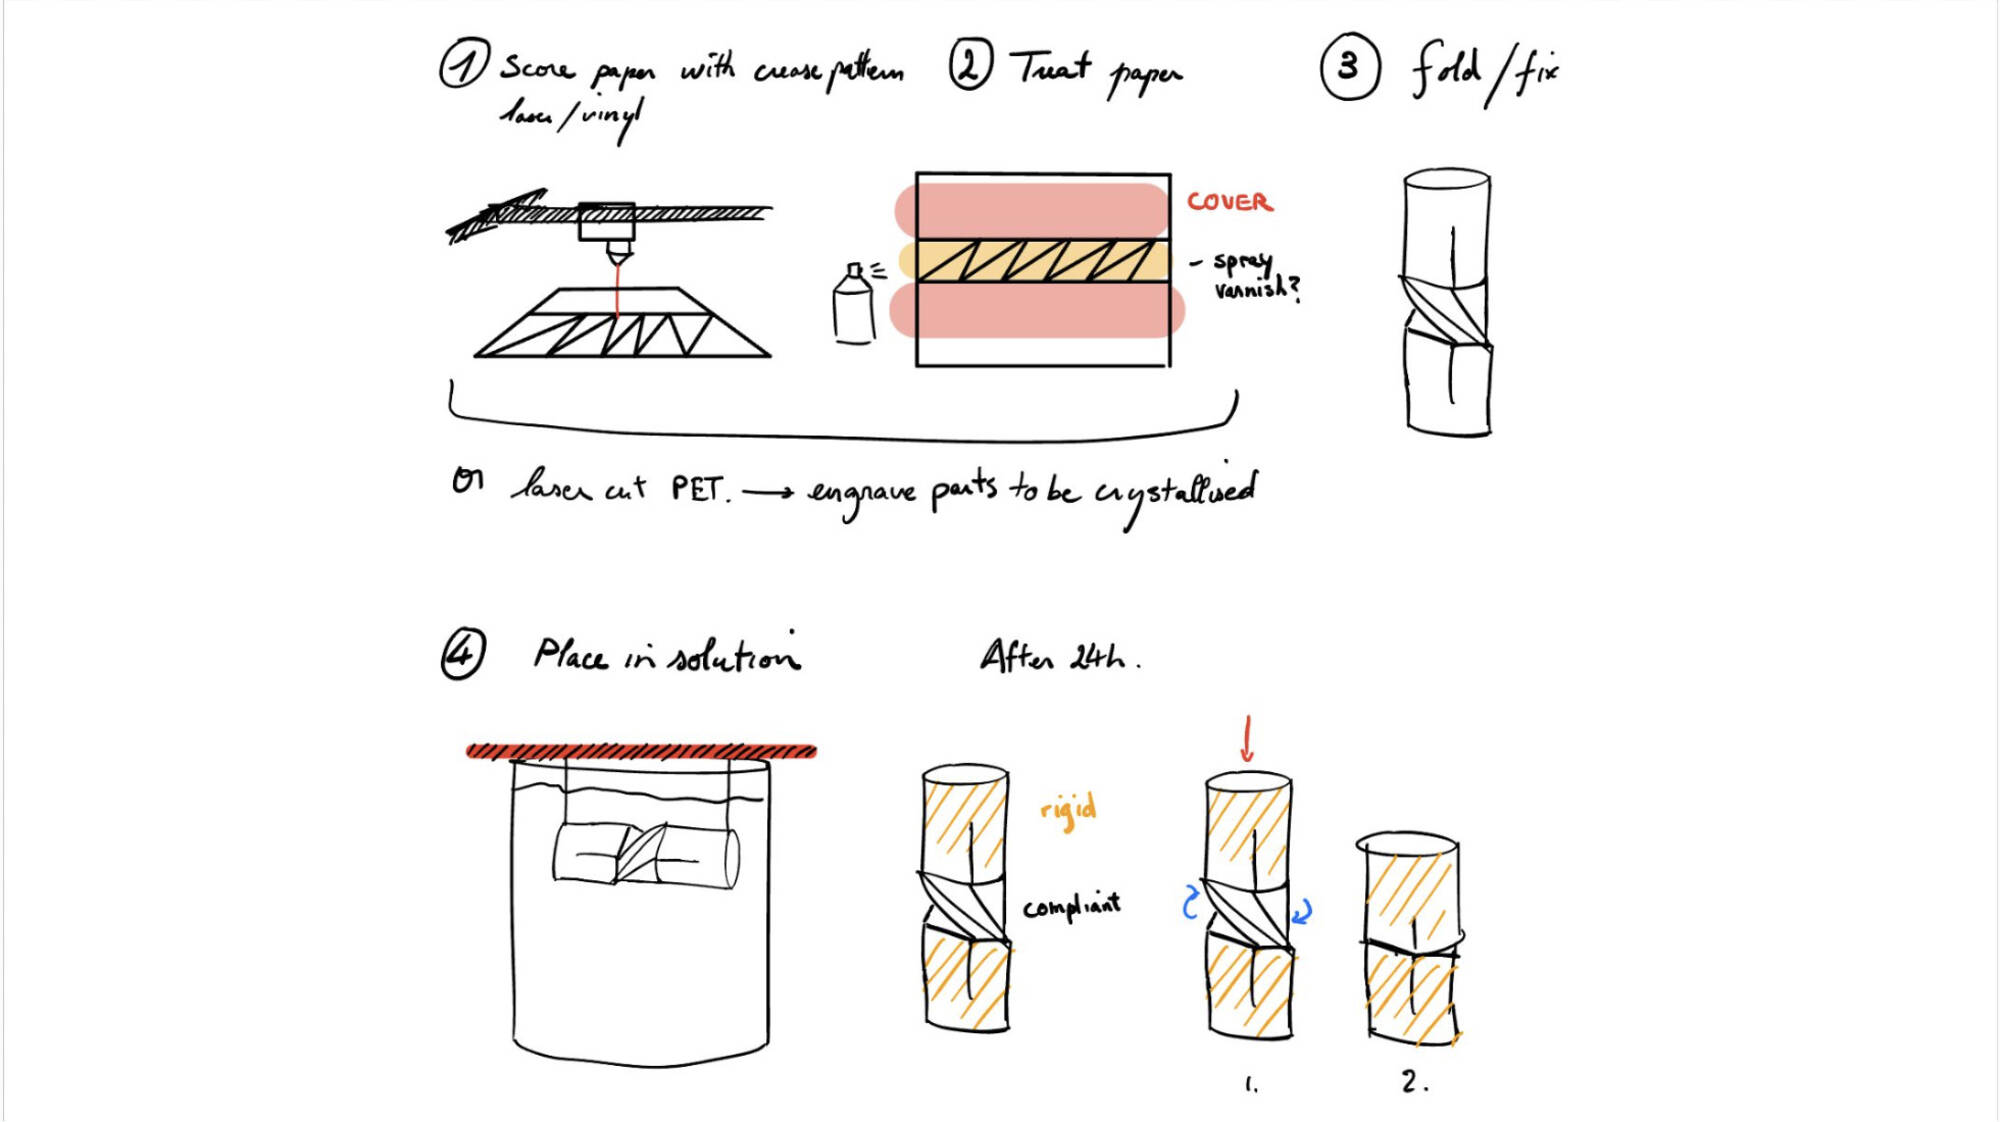 1 Score paper with crease pattern
laser/vinyl
2 Treat paper
3 fold/fix
COVER
- spray
varnish?
or laser cut PET. → engrave parts to be crystallised
4 Place in solution
After 24h.
rigid
compliant
1.
2.